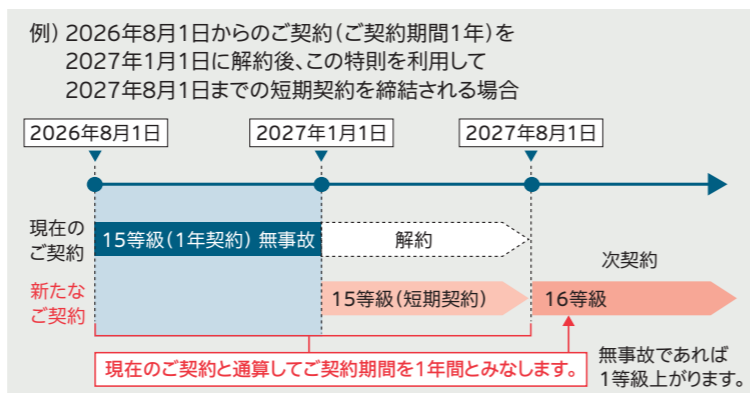 例）2026年8月1日からのご契約（ご契約期間1年）を
2027年1月1日に解約後、この特則を利用して
2027年8月1日までの短期契約を締結される場合
2026年8月1日
2027年1月1日
2027年8月1日
現在の
ご契約
15等級（1年契約）無事故
解約
次契約
新たな
ご契約
15等級（短期契約）
16等級
現在のご契約と通算してご契約期間を1年間とみなします。
無事故であれば
1等級上がります。